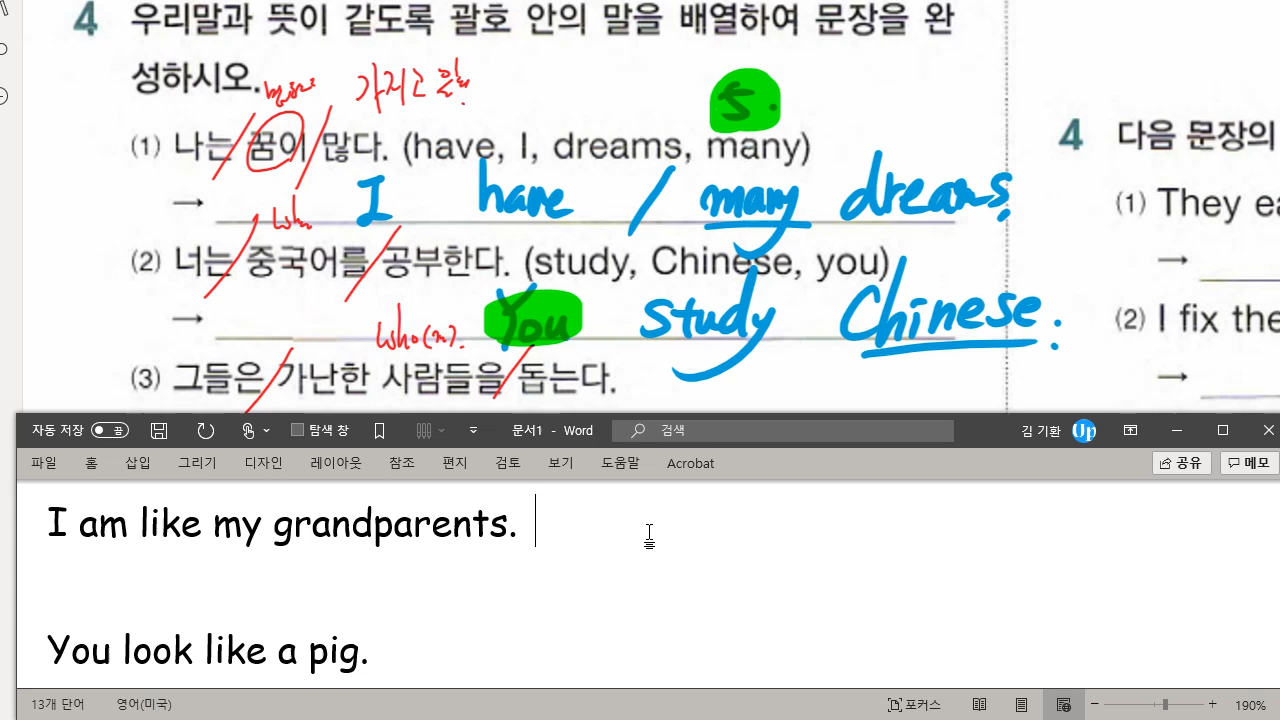 4 우리말과 뜻이 같도록 괄호 안의 말을 배열하여 문장을 완
성하시오.
가지고 있
(1) 나는 꿈이 많다. (have, I, dreams, many)
→ I have / many dreams.
who
(2) 너는 중국어를 공부한다. (study, Chinese, you)
→ You study Chinese.
who(x).
(3) 그들은 가난한 사람들을 돕는다.
4 다음 문장의
(1) They ea
→
(2) I fix the
→
자동 저장 끔 탐색 창 문서1 - Word 검색 김 기환 Up
파일 홈 삽입 그리기 디자인 레이아웃 참조 편지 검토 보기 도움말 Acrobat 공유 메모
I am like my grandparents.
You look like a pig.
13개 단어 영어(미국) 포커스 190%